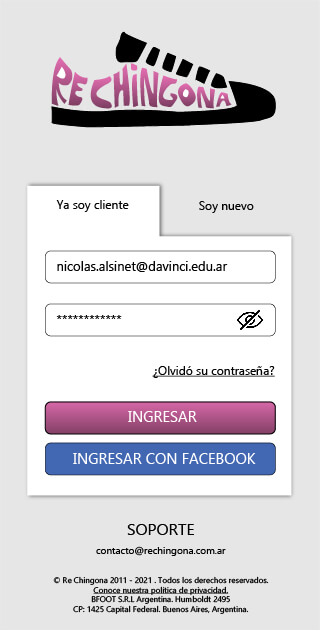 RE CHINGONA
Ya soy cliente
Soy nuevo
nicolas.alsinet@davinci.edu.ar
************
¿Olvidó su contraseña?
INGRESAR
INGRESAR CON FACEBOOK
SOPORTE
contacto@rechingona.com.ar
© Re Chingona 2011 - 2021 . Todos los derechos reservados.
Conoce nuestra política de privacidad.
BFOOT S.R.L Argentina. Humboldt 2495
CP: 1425 Capital Federal. Buenos Aires, Argentina.